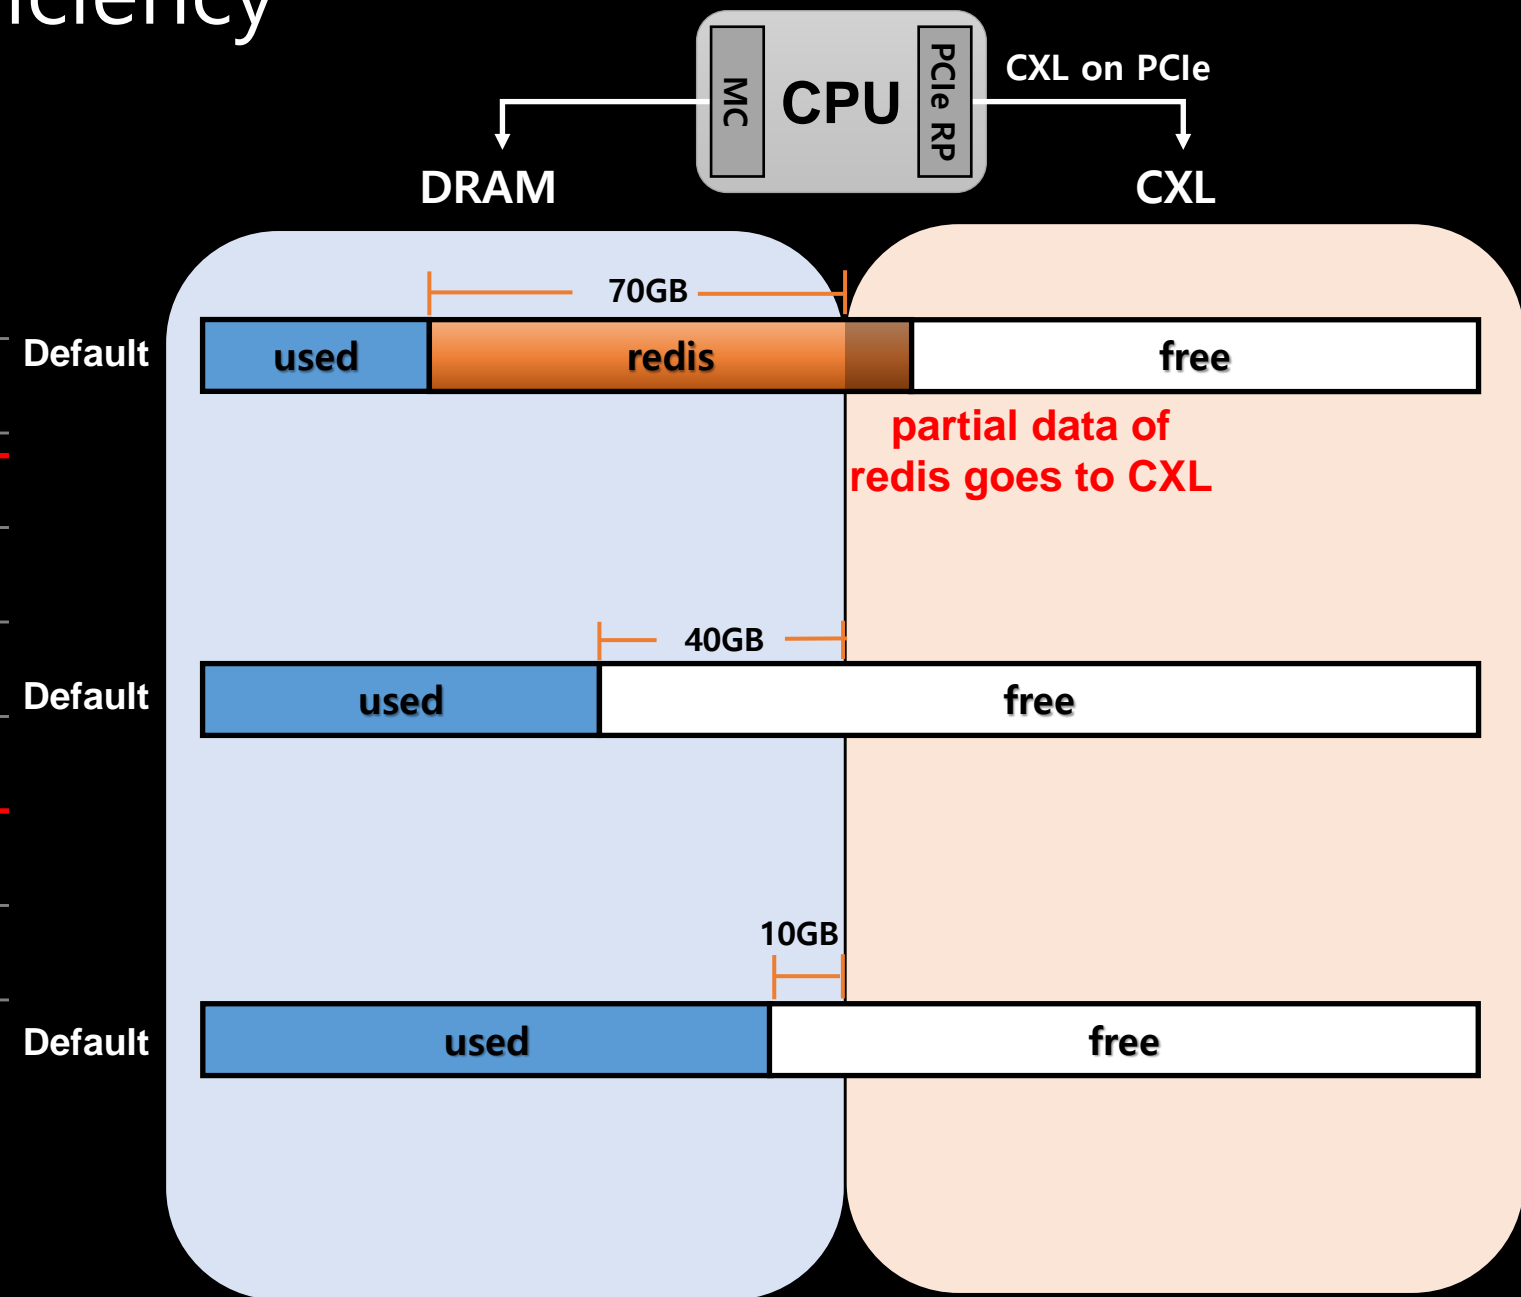 MC
CPU
PCIe RP
CXL on PCIe
DRAM
CXL
70GB
Default
used
redis
free
partial data of
redis goes to CXL
40GB
Default
used
free
10GB
Default
used
free